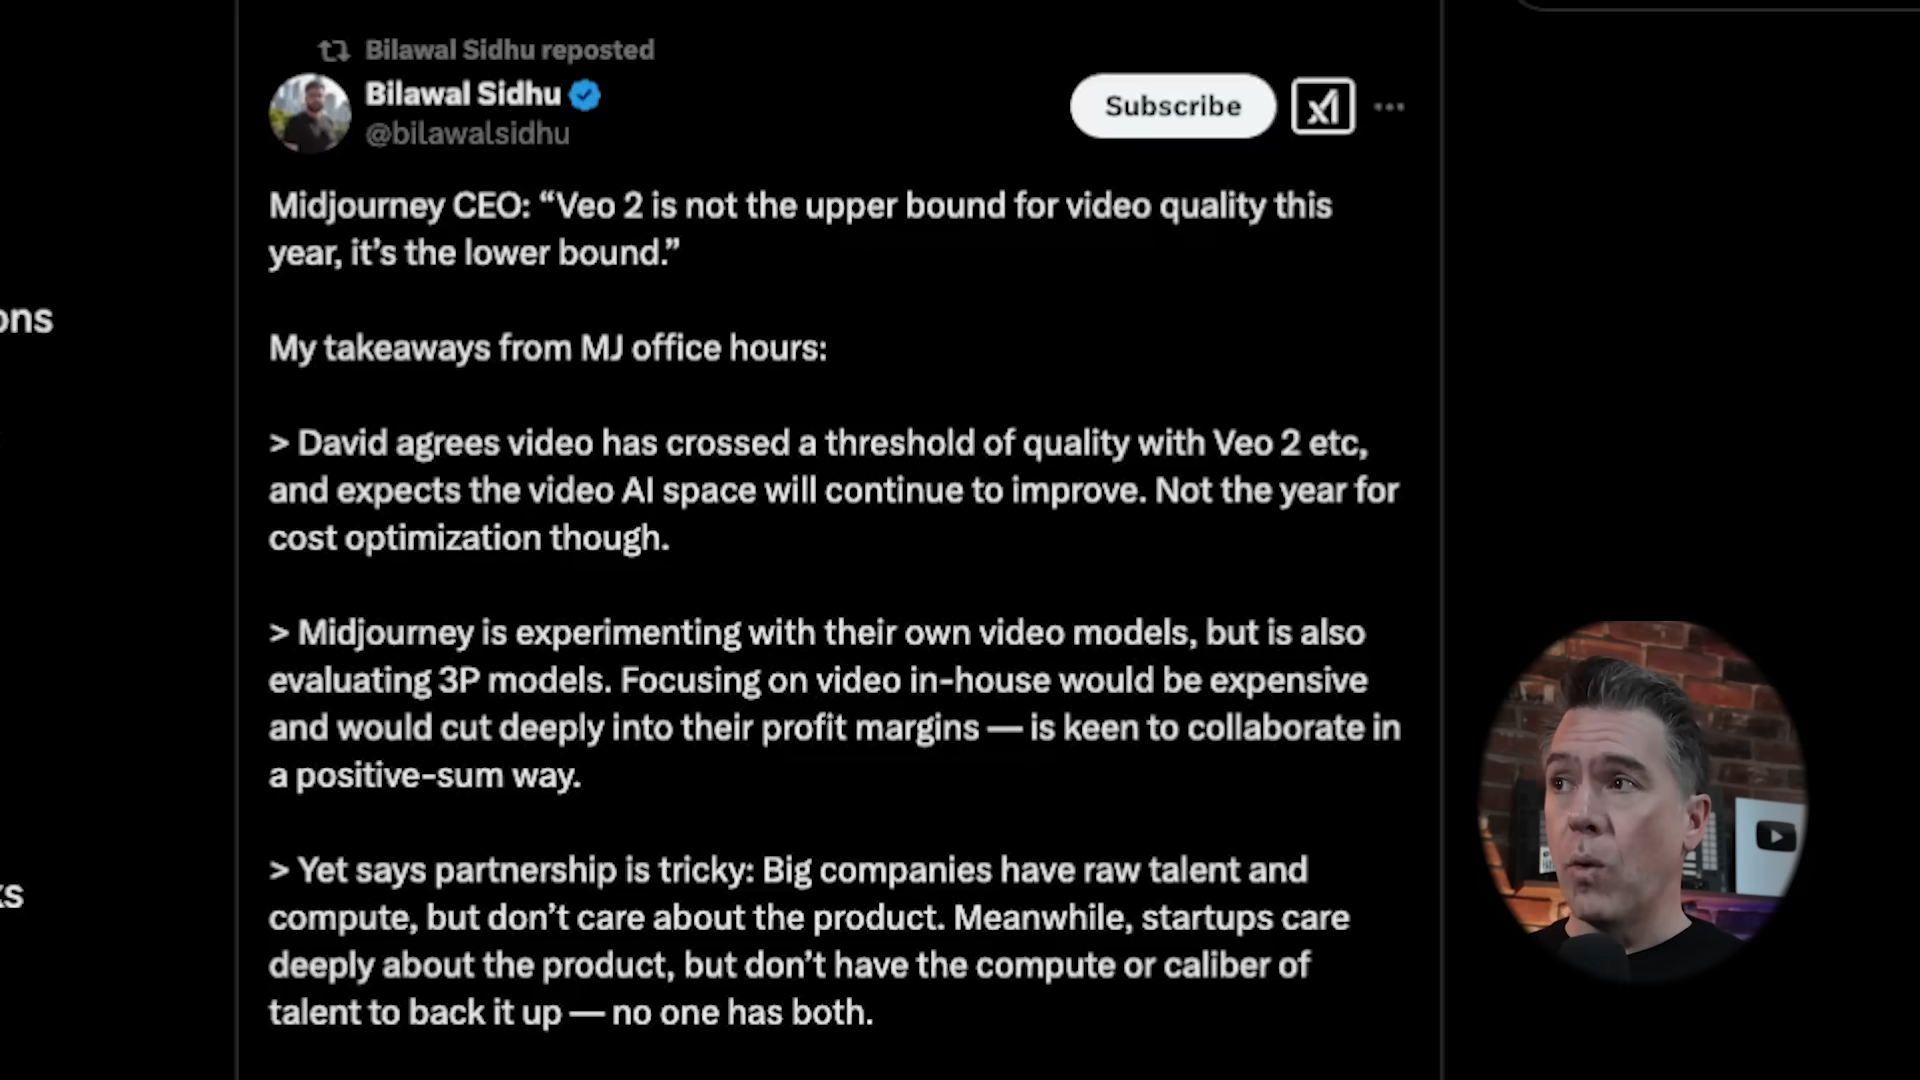 Bilawal Sidhu reposted
Bilawal Sidhu
@bilawalsidhu
Subscribe
Midjourney CEO: “Veo 2 is not the upper bound for video quality this
year, it’s the lower bound.”
My takeaways from MJ office hours:
> David agrees video has crossed a threshold of quality with Veo 2 etc,
and expects the video AI space will continue to improve. Not the year for
cost optimization though.
> Midjourney is experimenting with their own video models, but is also
evaluating 3P models. Focusing on video in-house would be expensive
and would cut deeply into their profit margins — is keen to collaborate in
a positive-sum way.
> Yet says partnership is tricky: Big companies have raw talent and
compute, but don’t care about the product. Meanwhile, startups care
deeply about the product, but don’t have the compute or caliber of
talent to back it up — no one has both.